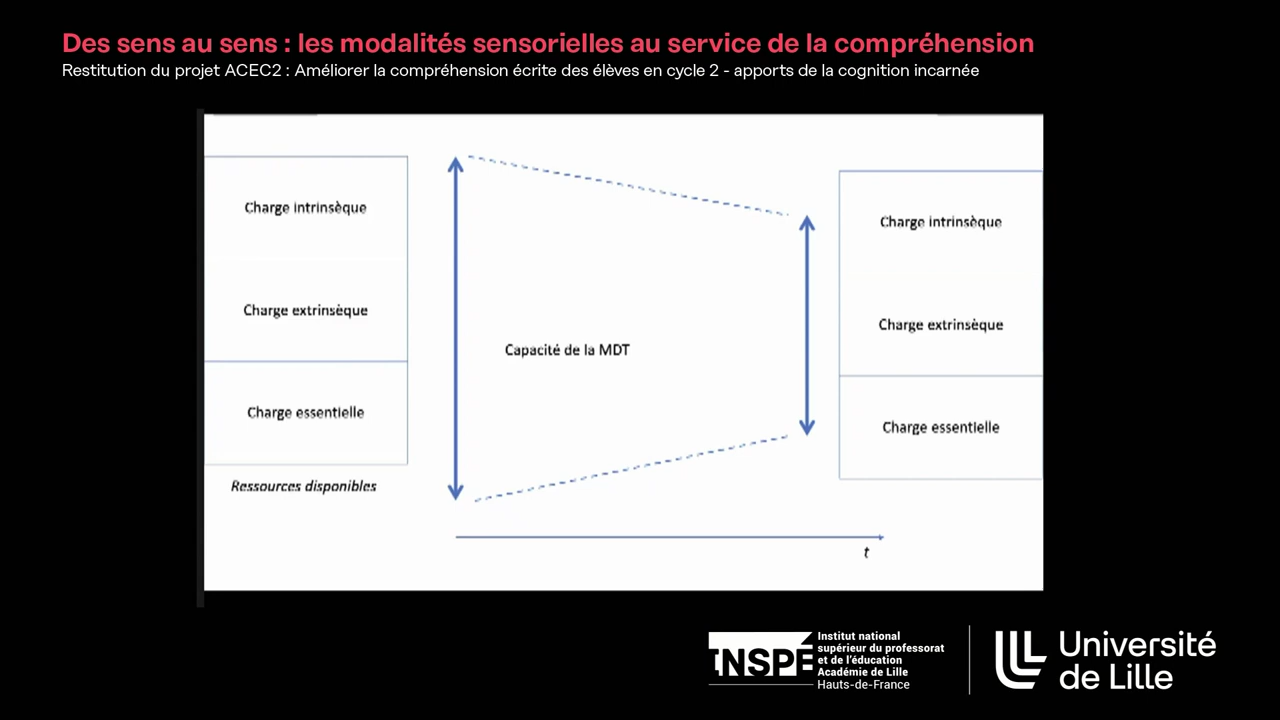 Des sens au sens : les modalités sensorielles au service de la compréhension
Restitution du projet ACEC2 : Améliorer la compréhension écrite des élèves en cycle 2 - apports de la cognition incarnée
Charge intrinsèque
Charge extrinsèque
Charge essentielle
Ressources disponibles
Capacité de la MDT
t
Charge intrinsèque
Charge extrinsèque
Charge essentielle
INSPÉ
Institut national
supérieur du professorat
et de l'éducation
Académie de Lille
Hauts-de-France
Université
de Lille